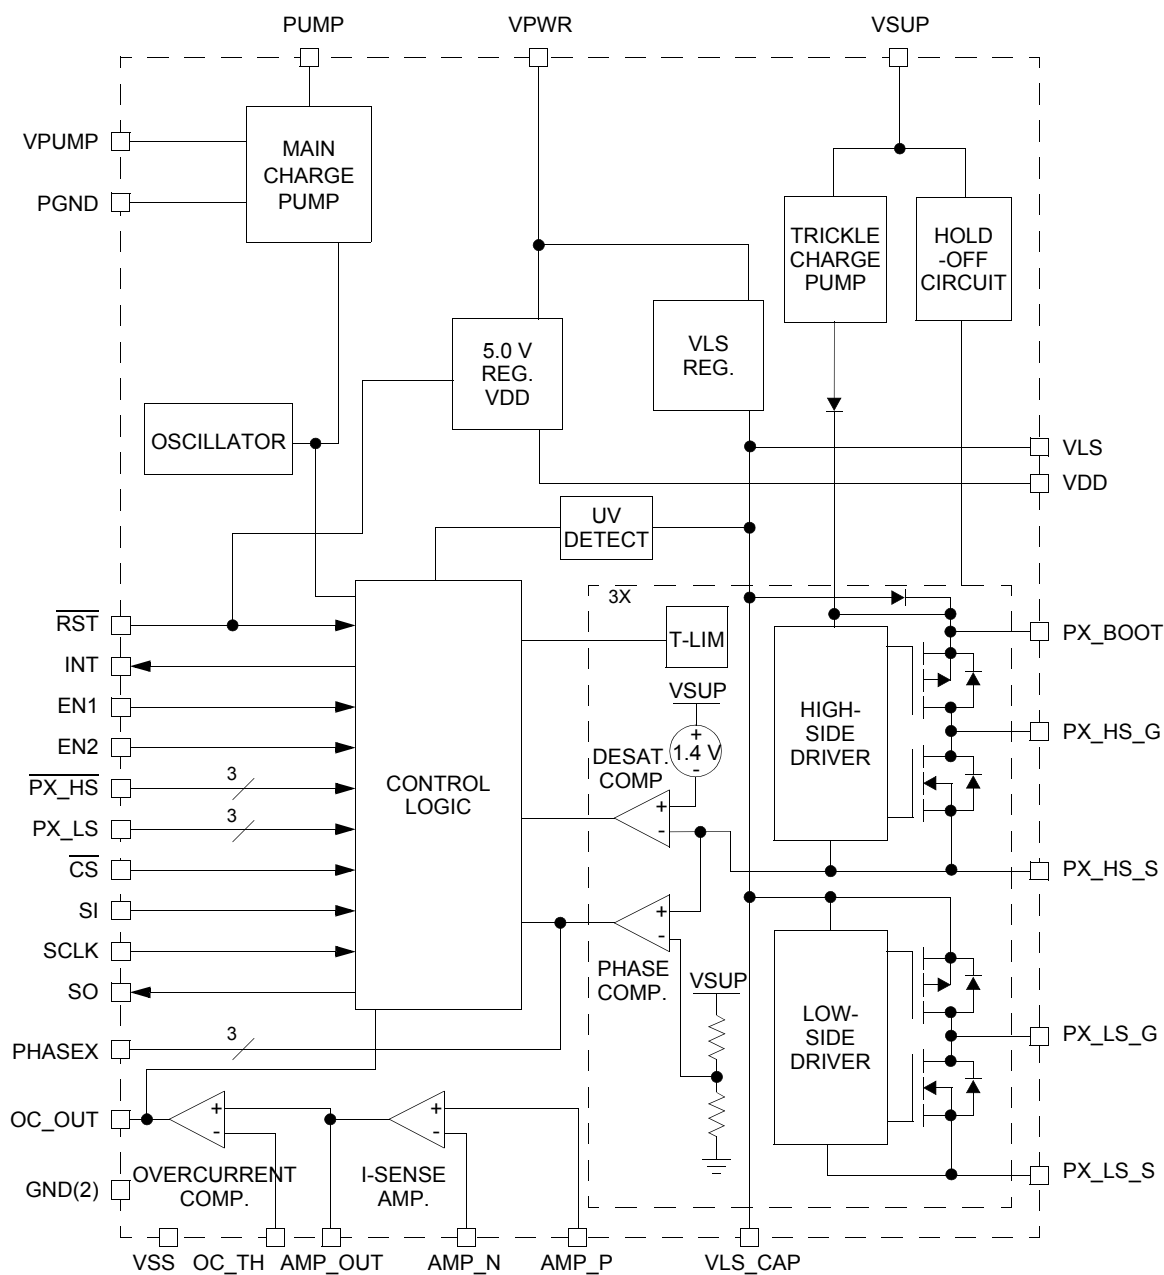 PUMP
VPWR
VSUP
VPUMP
PGND
MAIN
CHARGE
PUMP
TRICKLE
CHARGE
PUMP
HOLD
-OFF
CIRCUIT
5.0 V
REG.
VDD
VLS
REG.
OSCILLATOR
VLS
VDD
UV
DETECT
3X
T-LIM
RST
INT
EN1
EN2
PX_HS
3
PX_LS
3
CS
SI
SCLK
SO
PHASEX
3
OC_OUT
GND(2)
CONTROL
LOGIC
VSUP
+
1.4 V
-
DESAT.
COMP.
+
-
+
-
PHASE
COMP.
VSUP
HIGH-
SIDE
DRIVER
LOW-
SIDE
DRIVER
PX_BOOT
PX_HS_G
PX_HS_S
PX_LS_G
PX_LS_S
+
-
OVERCURRENT
COMP.
+
-
I-SENSE
AMP.
VSS
OC_TH
AMP_OUT
AMP_N
AMP_P
VLS_CAP